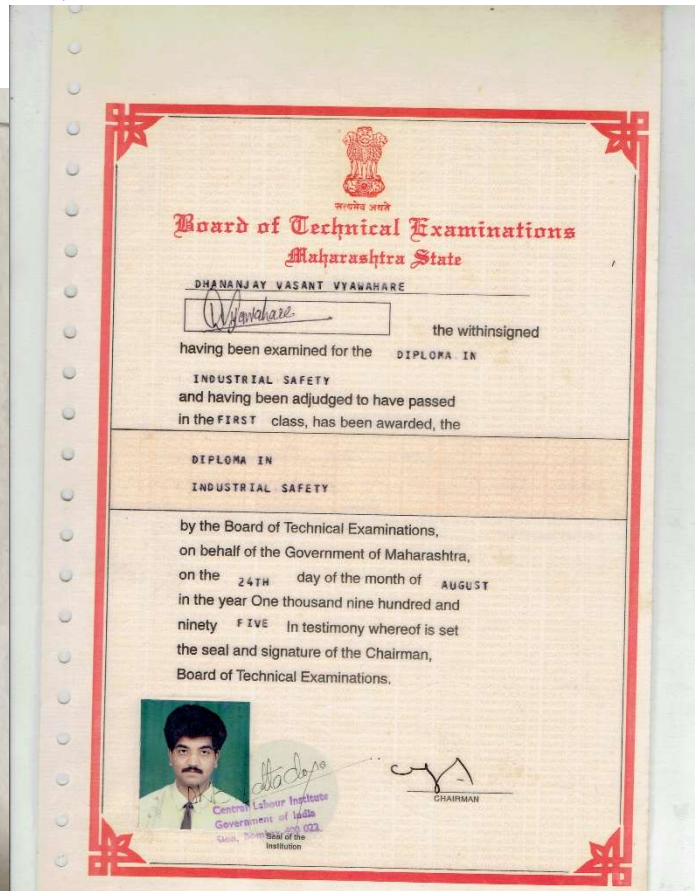 सत्यमेव जयते
Board of Technical Examinations
Maharashtra State
DHANANJAY VASANT VYAWAHARE
DVyawahare
the withinsigned
having been examined for the DIPLOMA IN
INDUSTRIAL SAFETY
and having been adjudged to have passed
in the FIRST class, has been awarded, the
DIPLOMA IN
INDUSTRIAL SAFETY
by the Board of Technical Examinations,
on behalf of the Government of Maharashtra,
on the 24TH day of the month of AUGUST
in the year One thousand nine hundred and
ninety FIVE In testimony whereof is set
the seal and signature of the Chairman,
Board of Technical Examinations.
Central Labour Institute
Government of India
Sion, Bombay 400 022.
Seal of the
Institution
CHAIRMAN